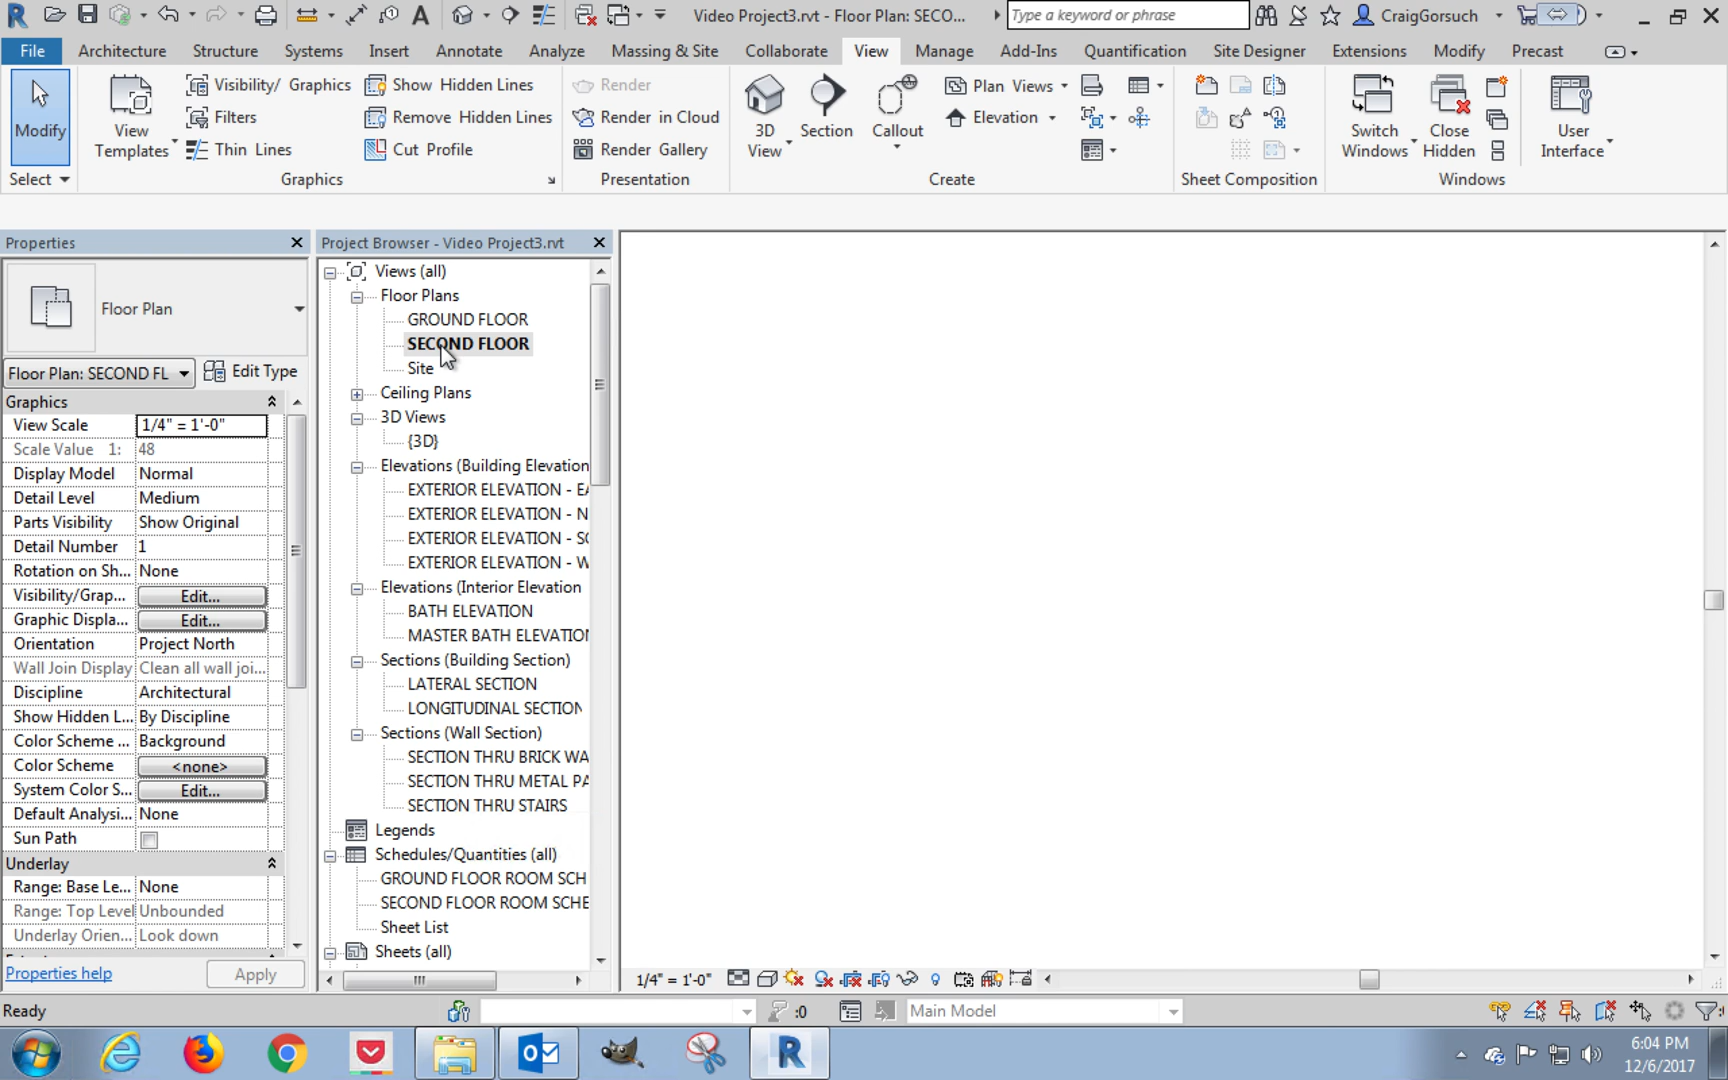 Video Project3.rvt - Floor Plan: SECO...
Type a keyword or phrase
CraigGorsuch
File
Architecture
Structure
Systems
Insert
Annotate
Analyze
Massing & Site
Collaborate
View
Manage
Add-Ins
Quantification
Site Designer
Extensions
Modify
Precast
Modify
View Templates
Visibility/ Graphics
Filters
Thin Lines
Show Hidden Lines
Remove Hidden Lines
Cut Profile
Render
Render in Cloud
Render Gallery
3D View
Section
Callout
Plan Views
Elevation
Switch Windows
Close Hidden
User Interface
Select
Graphics
Presentation
Create
Sheet Composition
Windows
Properties
Floor Plan
Floor Plan: SECOND FL
Edit Type
Graphics
View Scale 1/4" = 1'-0"
Scale Value 1: 48
Display Model Normal
Detail Level Medium
Parts Visibility Show Original
Detail Number 1
Rotation on Sh... None
Visibility/Grap... Edit...
Graphic Displa... Edit...
Orientation Project North
Wall Join Display Clean all wall joi...
Discipline Architectural
Show Hidden L... By Discipline
Color Scheme ... Background
Color Scheme <none>
System Color S... Edit...
Default Analysi... None
Sun Path
Underlay
Range: Base Le... None
Range: Top Level Unbounded
Underlay Orien... Look down
Properties help
Apply
Project Browser - Video Project3.rvt
Views (all)
Floor Plans
GROUND FLOOR
SECOND FLOOR
Site
Ceiling Plans
3D Views
{3D}
Elevations (Building Elevation
EXTERIOR ELEVATION - EA
EXTERIOR ELEVATION - N
EXTERIOR ELEVATION - SO
EXTERIOR ELEVATION - W
Elevations (Interior Elevation
BATH ELEVATION
MASTER BATH ELEVATION
Sections (Building Section)
LATERAL SECTION
LONGITUDINAL SECTION
Sections (Wall Section)
SECTION THRU BRICK WA
SECTION THRU METAL PA
SECTION THRU STAIRS
Legends
Schedules/Quantities (all)
GROUND FLOOR ROOM SCH
SECOND FLOOR ROOM SCHE
Sheet List
Sheets (all)
1/4" = 1'-0"
Ready
:0
Main Model
6:04 PM
12/6/2017